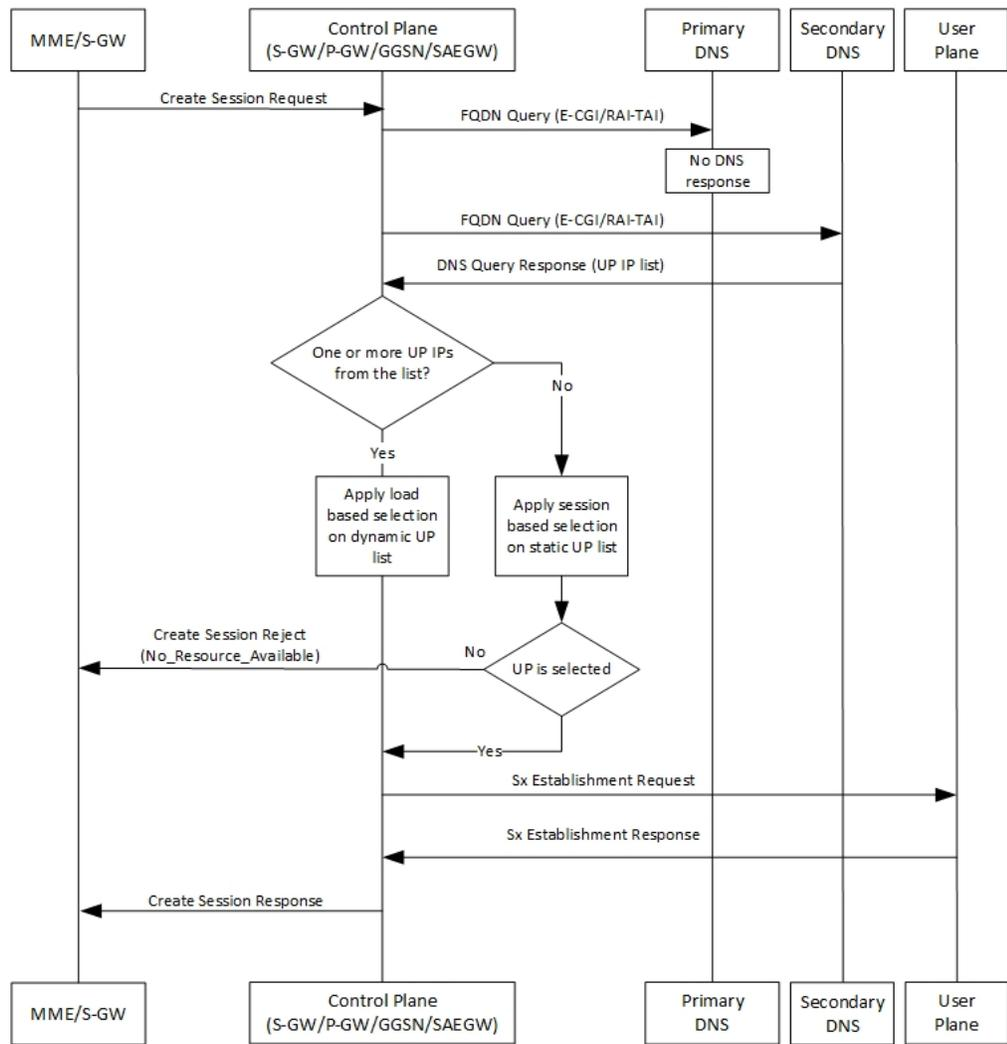 MME/S-GW
Control Plane
(S-GW/P-GW/GGSN/SAEGW)
Primary
DNS
Secondary
DNS
User
Plane
Create Session Request
FQDN Query (E-CGI/RAI-TAI)
No DNS
response
FQDN Query (E-CGI/RAI-TAI)
DNS Query Response (UP IP list)
One or more UP IPs
from the list?
No
Yes
Apply load
based selection
on dynamic UP
list
Apply session
based selection
on static UP list
Create Session Reject
(No_Resource_Available)
No
UP is selected
Yes
Sx Establishment Request
Sx Establishment Response
Create Session Response
MME/S-GW
Control Plane
(S-GW/P-GW/GGSN/SAEGW)
Primary
DNS
Secondary
DNS
User
Plane